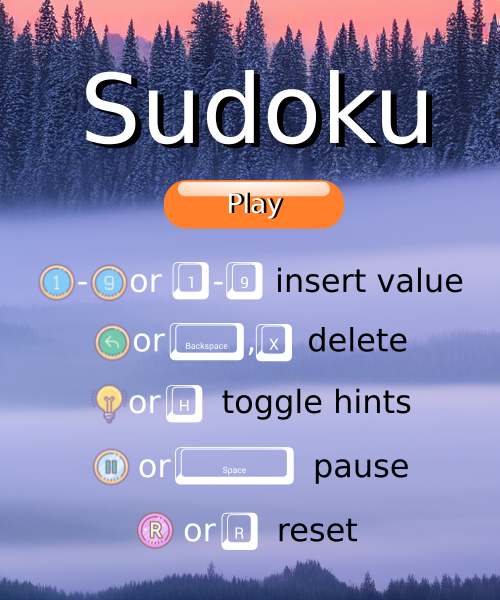 Sudoku
Play
1 - 9 or 1 - 9 insert value
or Backspace , X delete
or H toggle hints
or Space pause
R or R reset